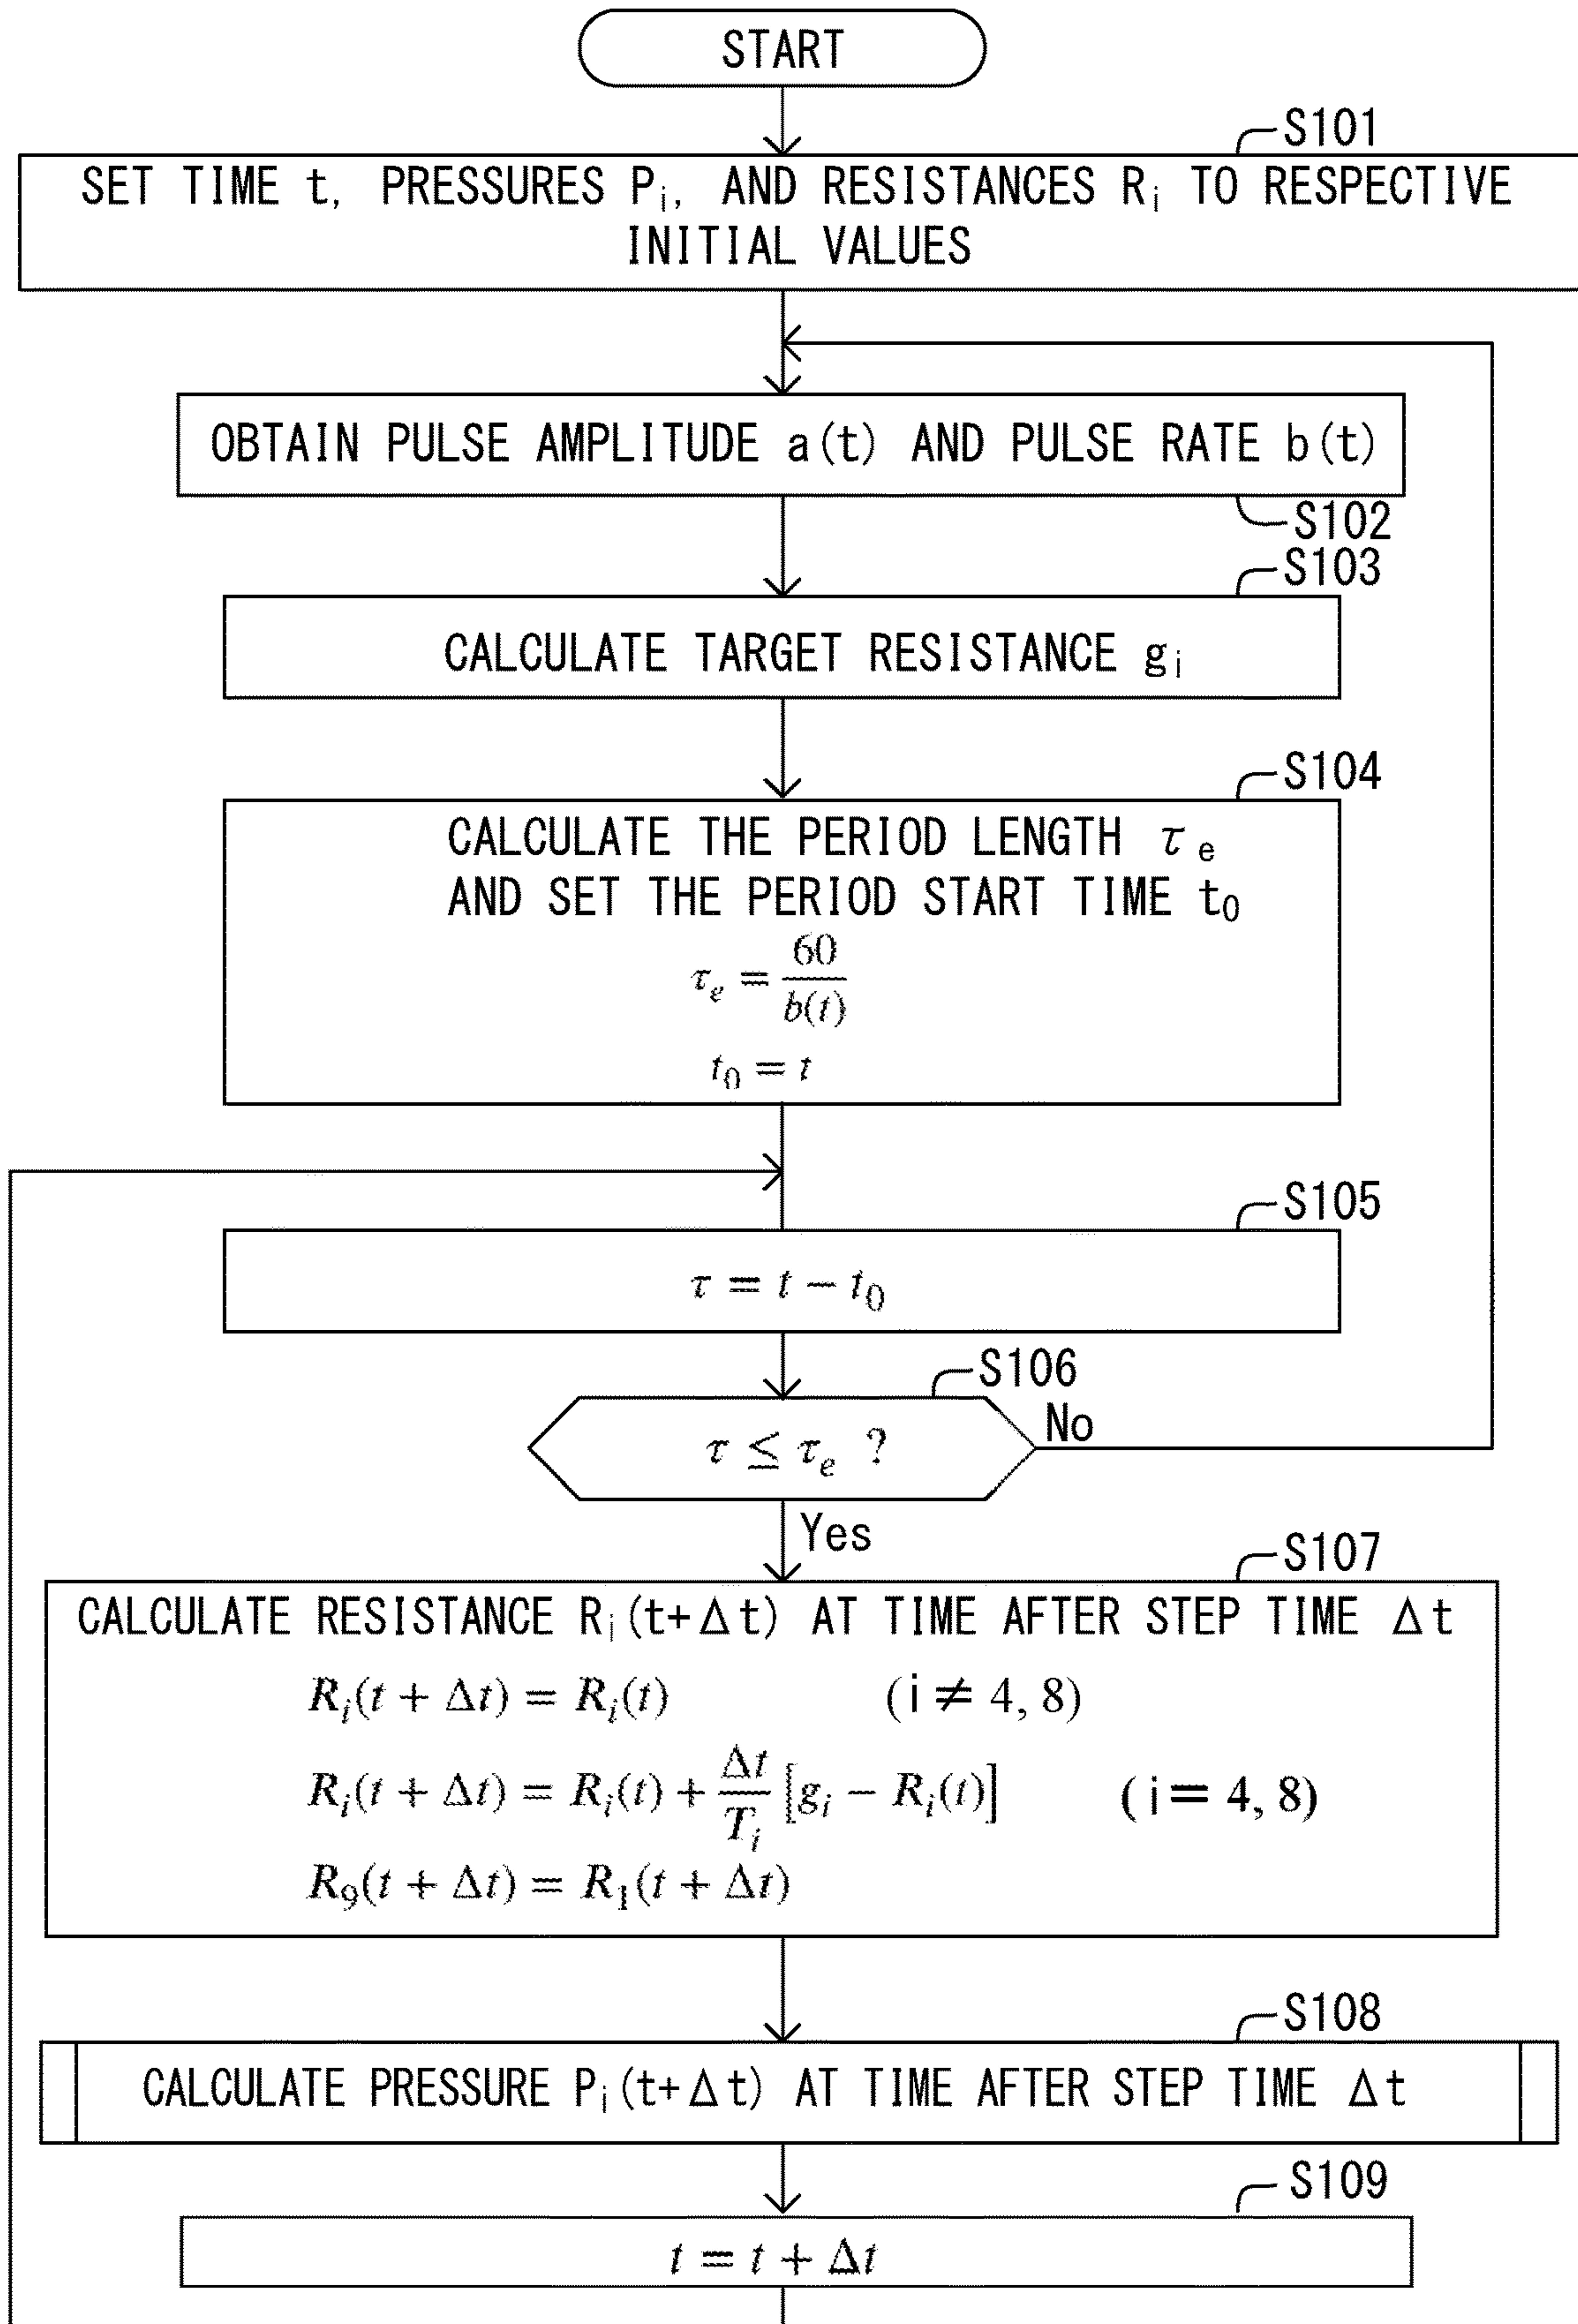 START
S101
SET TIME t, PRESSURES Pᵢ, AND RESISTANCES Rᵢ TO RESPECTIVE
INITIAL VALUES
OBTAIN PULSE AMPLITUDE a(t) AND PULSE RATE b(t)
S102
S103
CALCULATE TARGET RESISTANCE gᵢ
S104
CALCULATE THE PERIOD LENGTH τₑ
AND SET THE PERIOD START TIME t₀
τₑ = 60/b(t)
t₀ = t
S105
τ = t − t₀
S106
τ ≤ τₑ ?
No
Yes
S107
CALCULATE RESISTANCE Rᵢ(t+Δt) AT TIME AFTER STEP TIME Δt
Rᵢ(t + Δt) = Rᵢ(t) (i ≠ 4, 8)
Rᵢ(t + Δt) = Rᵢ(t) + Δt/Tᵢ [gᵢ − Rᵢ(t)] (i = 4, 8)
R₉(t + Δt) = R₁(t + Δt)
S108
CALCULATE PRESSURE Pᵢ(t+Δt) AT TIME AFTER STEP TIME Δt
S109
t = t + Δt